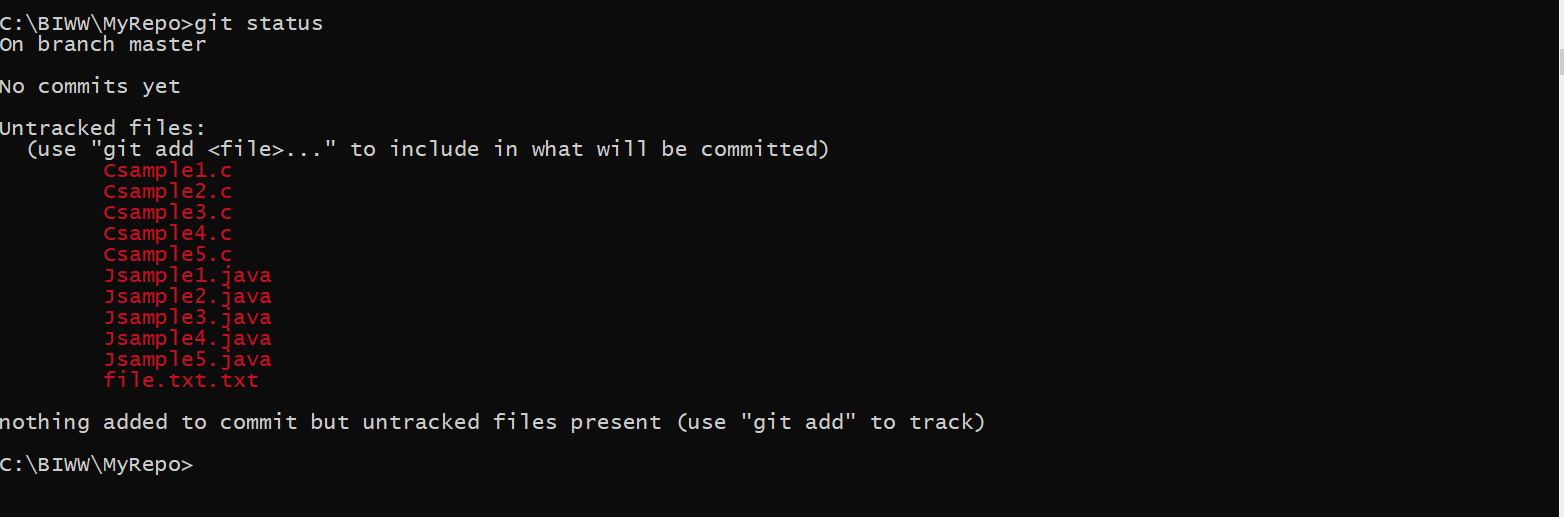 C:\BIWW\MyRepo>git status
On branch master
No commits yet
Untracked files:
  (use "git add <file>..." to include in what will be committed)
        Csample1.c
        Csample2.c
        Csample3.c
        Csample4.c
        Csample5.c
        Jsample1.java
        Jsample2.java
        Jsample3.java
        Jsample4.java
        Jsample5.java
        file.txt.txt
nothing added to commit but untracked files present (use "git add" to track)
C:\BIWW\MyRepo>